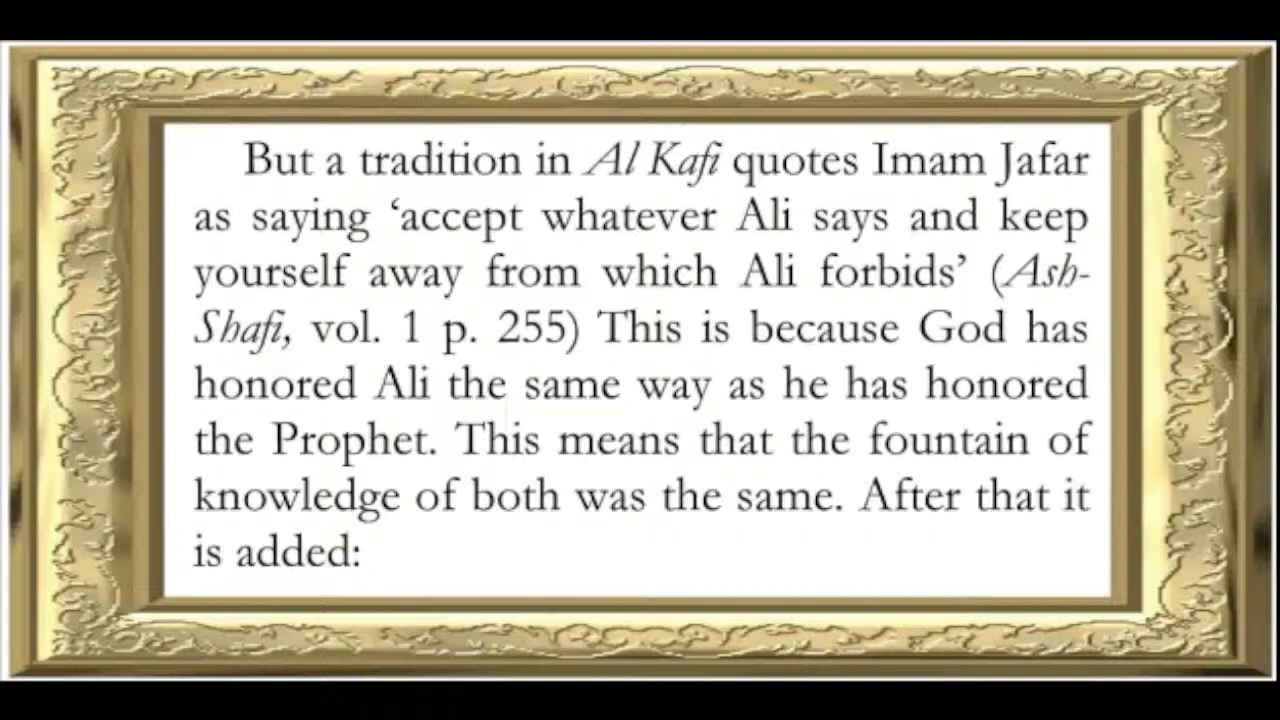 But a tradition in Al Kafi quotes Imam Jafar
as saying ‘accept whatever Ali says and keep
yourself away from which Ali forbids’ (Ash-
Shafi, vol. 1 p. 255) This is because God has
honored Ali the same way as he has honored
the Prophet. This means that the fountain of
knowledge of both was the same. After that it
is added: